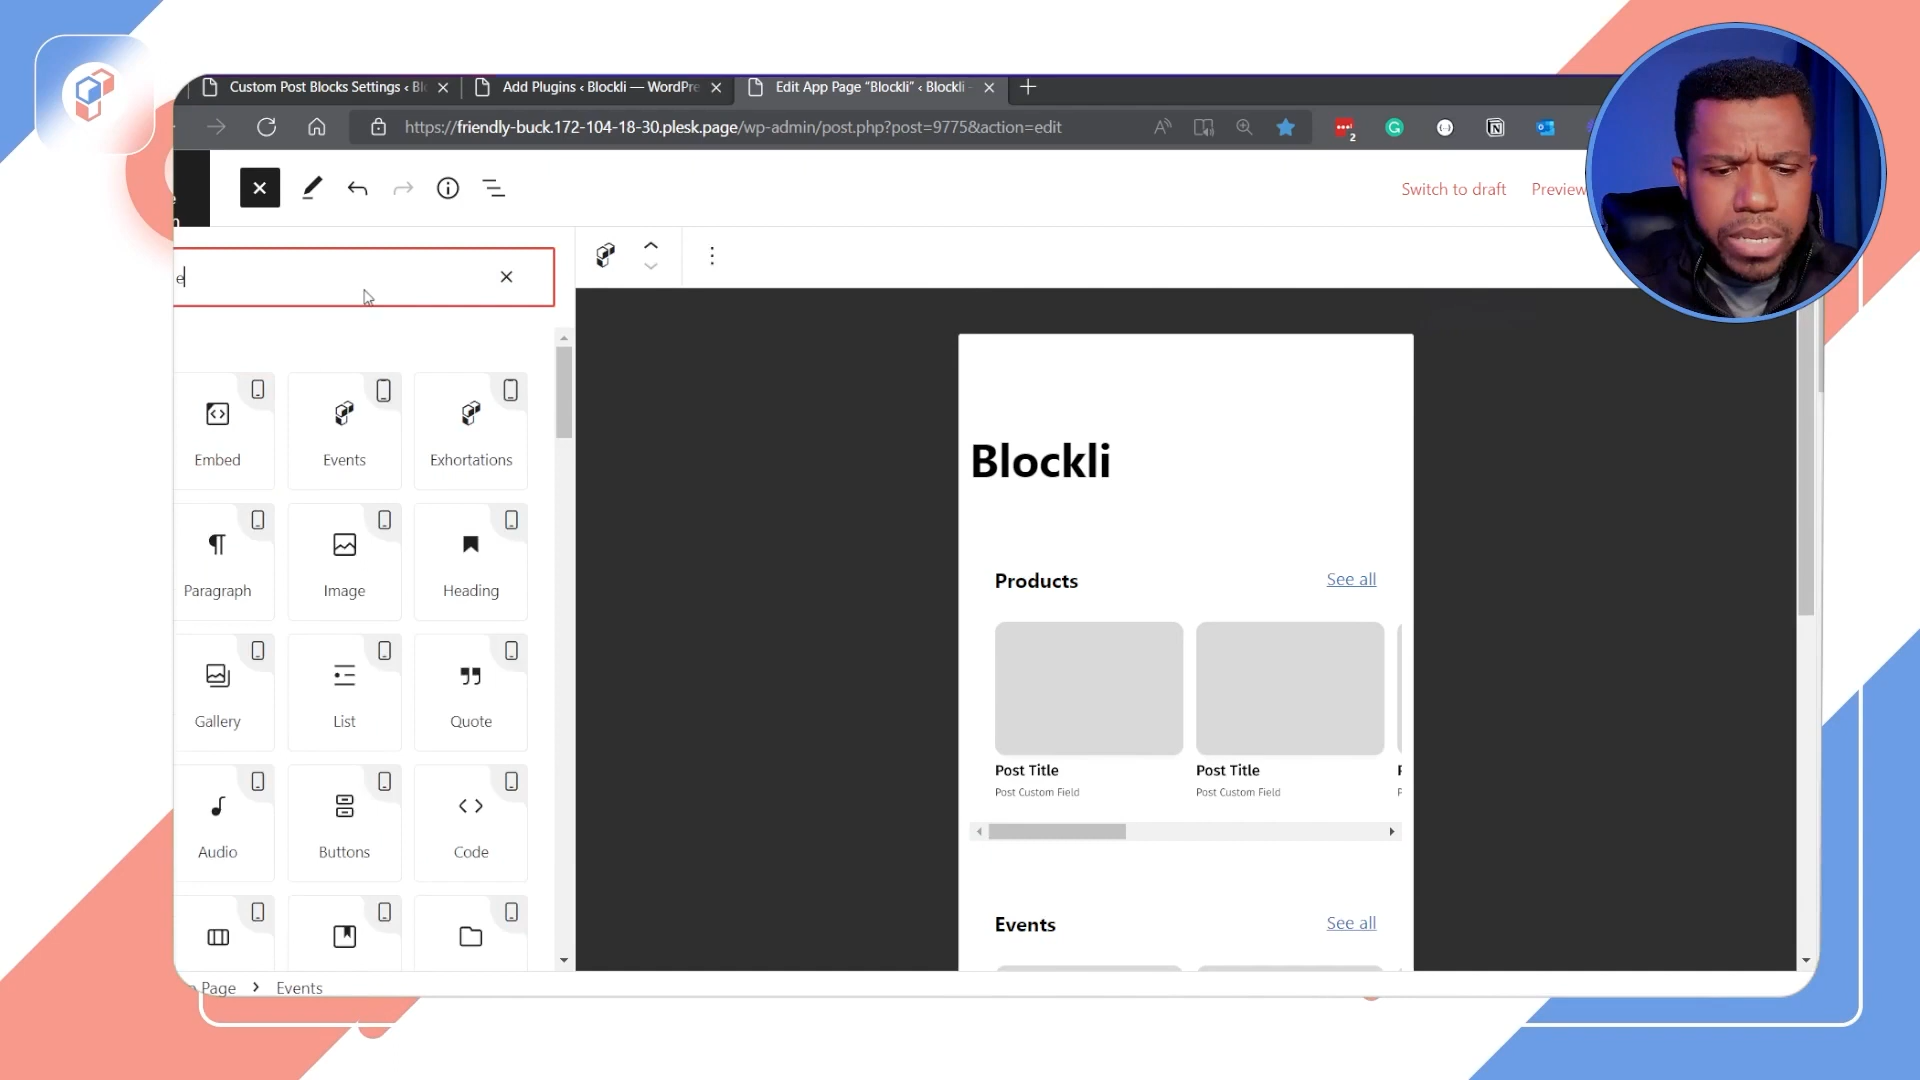 Custom Post Blocks Settings ‹ Bl
Add Plugins ‹ Blockli — WordPre
Edit App Page “Blockli” ‹ Blockli -
https://friendly-buck.172-104-18-30.plesk.page/wp-admin/post.php?post=9775&action=edit
2
Switch to draft
Preview
e
Embed
Events
Exhortations
Paragraph
Image
Heading
Gallery
List
Quote
Audio
Buttons
Code
Blockli
Products
See all
Post Title
Post Title
Post Custom Field
Post Custom Field
Events
See all
Page > Events